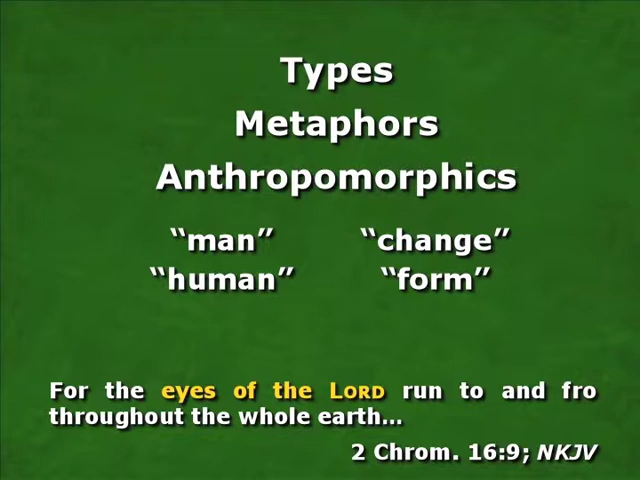 Types
Metaphors
Anthropomorphics
“man” “change”
“human” “form”
For the eyes of the LORD run to and fro
throughout the whole earth...
2 Chrom. 16:9; NKJV